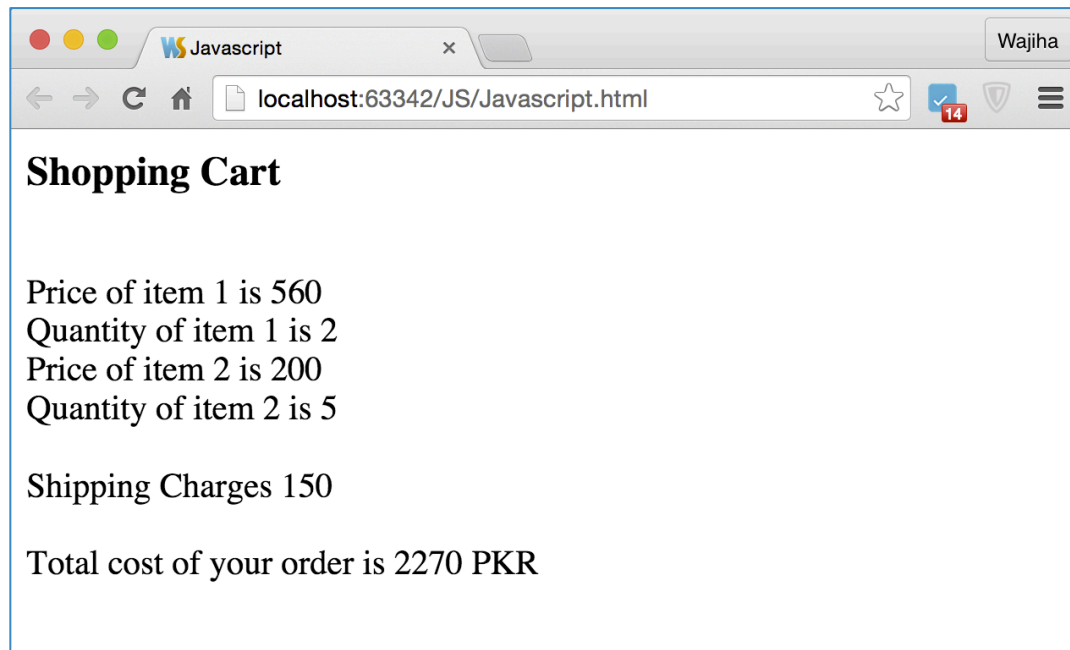 WS Javascript ×
Wajiha
localhost:63342/JS/Javascript.html
14
Shopping Cart
Price of item 1 is 560
Quantity of item 1 is 2
Price of item 2 is 200
Quantity of item 2 is 5
Shipping Charges 150
Total cost of your order is 2270 PKR